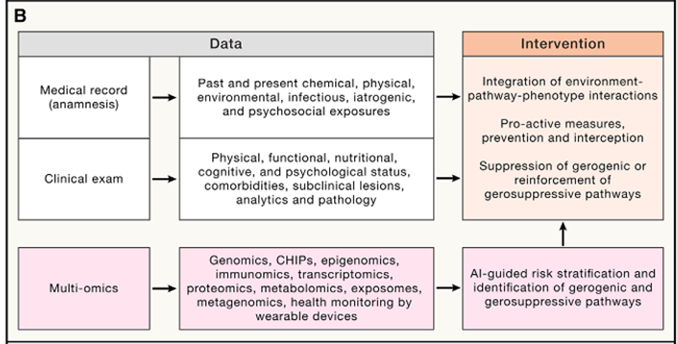 B
Data
Intervention
Medical record
(anamnesis)
Past and present chemical, physical,
environmental, infectious, iatrogenic,
and psychosocial exposures
Clinical exam
Physical, functional, nutritional,
cognitive, and psychological status,
comorbidities, subclinical lesions,
analytics and pathology
Integration of environment-
pathway-phenotype interactions
Pro-active measures,
prevention and interception
Suppression of gerogenic or
reinforcement of
gerosuppressive pathways
Multi-omics
Genomics, CHIPs, epigenomics,
immunomics, transcriptomics,
proteomics, metabolomics, exposomes,
metagenomics, health monitoring by
wearable devices
AI-guided risk stratification and
identification of gerogenic and
gerosuppressive pathways